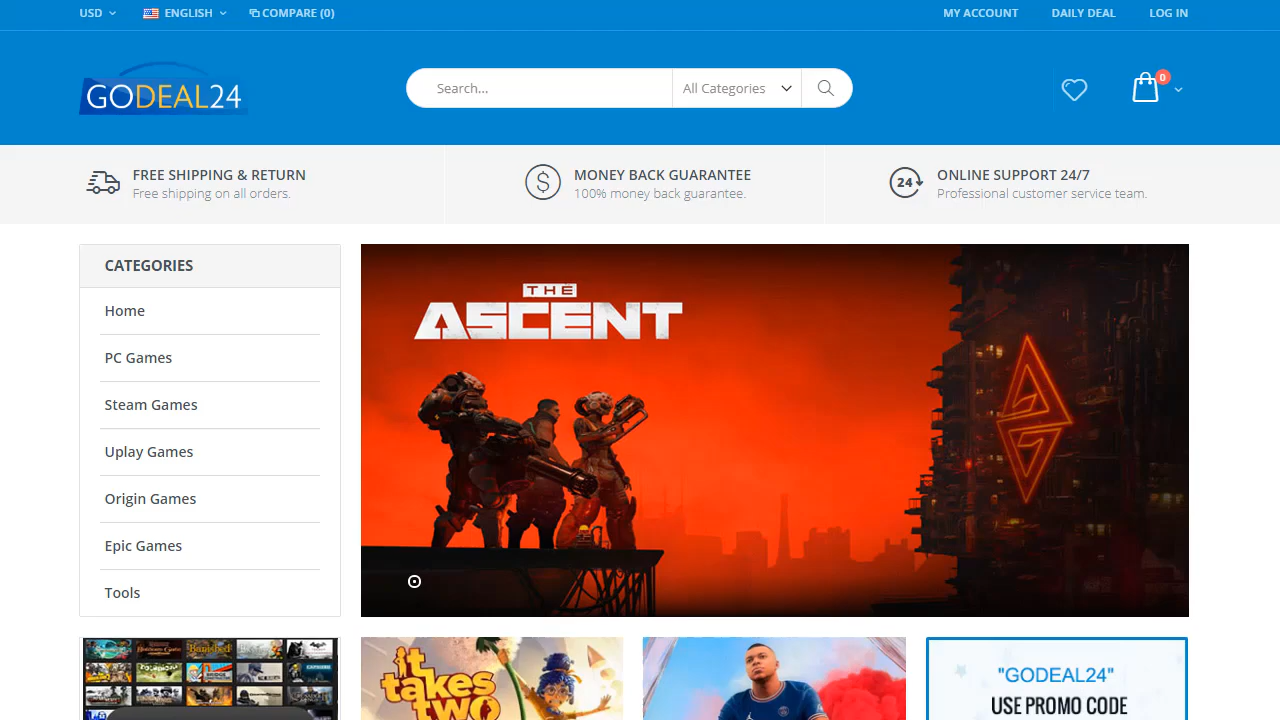 USD ENGLISH COMPARE (0) MY ACCOUNT DAILY DEAL LOG IN
GODEAL24 Search... All Categories 0
FREE SHIPPING & RETURN
Free shipping on all orders.
MONEY BACK GUARANTEE
100% money back guarantee.
24 ONLINE SUPPORT 24/7
Professional customer service team.
CATEGORIES
Home
PC Games
Steam Games
Uplay Games
Origin Games
Epic Games
Tools
THE
ASCENT
it
takes
two
"GODEAL24"
USE PROMO CODE